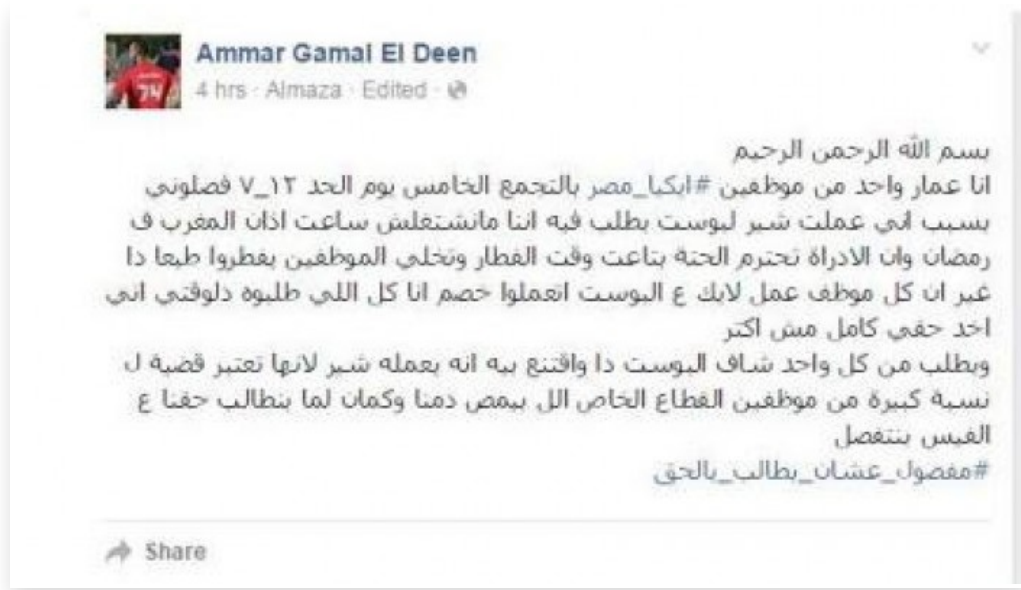 Ammar Gamal El Deen
4 hrs · Almaza · Edited ·
بسم الله الرحمن الرحيم
انا عمار واحد من موظفين #ايكيا_مصر بالتجمع الخامس يوم الحد ١٢_٧ فصلوني
بسبب اني عملت شير لبوست بطلب فيه اننا مانشتغلش ساعت اذان المغرب ف
رمضان وان الادراة تحترم الحتة بتاعت وقت الفطار وتخلي الموظفين يفطروا طبعا دا
غير ان كل موظف عمل لايك ع البوست اتعملوا خصم انا كل اللي طلبوه دلوقتي اني
اخد حقي كامل مش اكتر
وبطلب من كل واحد شاف البوست دا واقتنع بيه انه يعمله شير لانها تعتبر قضية ل
نسبة كبيرة من موظفين القطاع الخاص الل بيمص دمنا وكمان لما بنطالب حقنا ع
الفيس بنتفصل
#مفصول_عشان_بطالب_بالحق
Share
74